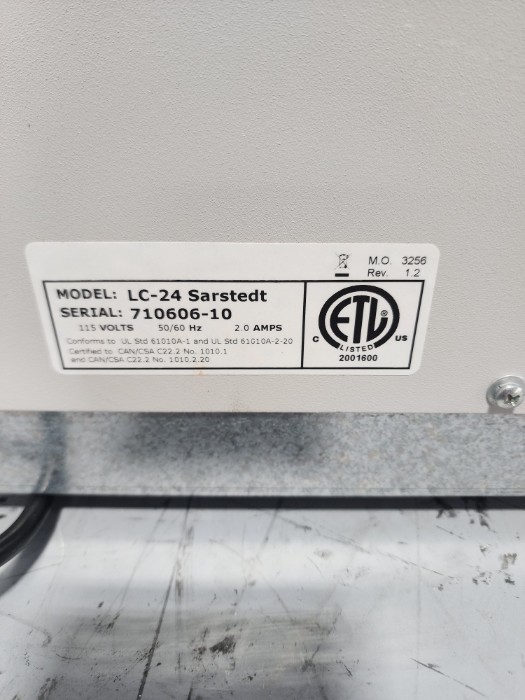 M.O. 3256
Rev. 1.2
MODEL: LC-24 Sarstedt
SERIAL: 710606-10
115 VOLTS 50/60 Hz 2.0 AMPS
Conforms to UL Std 61010A-1 and UL Std 61010A-2-20
Certified to CAN/CSA C22.2 No. 1010.1
and CAN/CSA C22.2 No. 1010.2.20
ETL ®
C US
LISTED
2001600